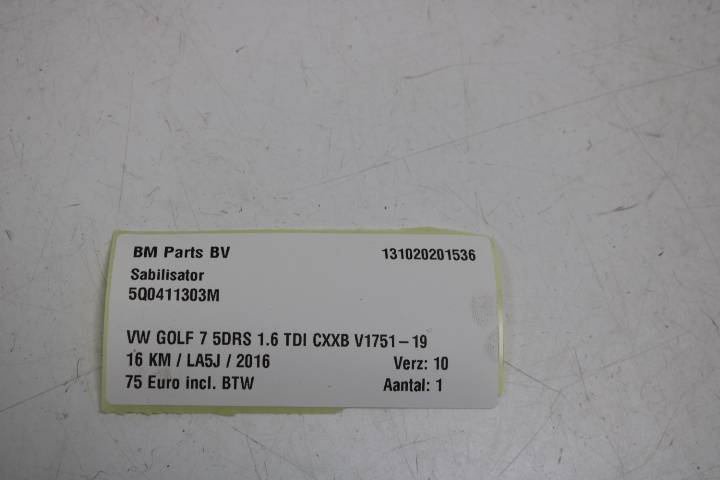 BM Parts BV 131020201536
Sabilisator
5Q0411303M
VW GOLF 7 5DRS 1.6 TDI CXXB V1751-19
16 KM / LA5J / 2016 Verz: 10
75 Euro incl. BTW Aantal: 1